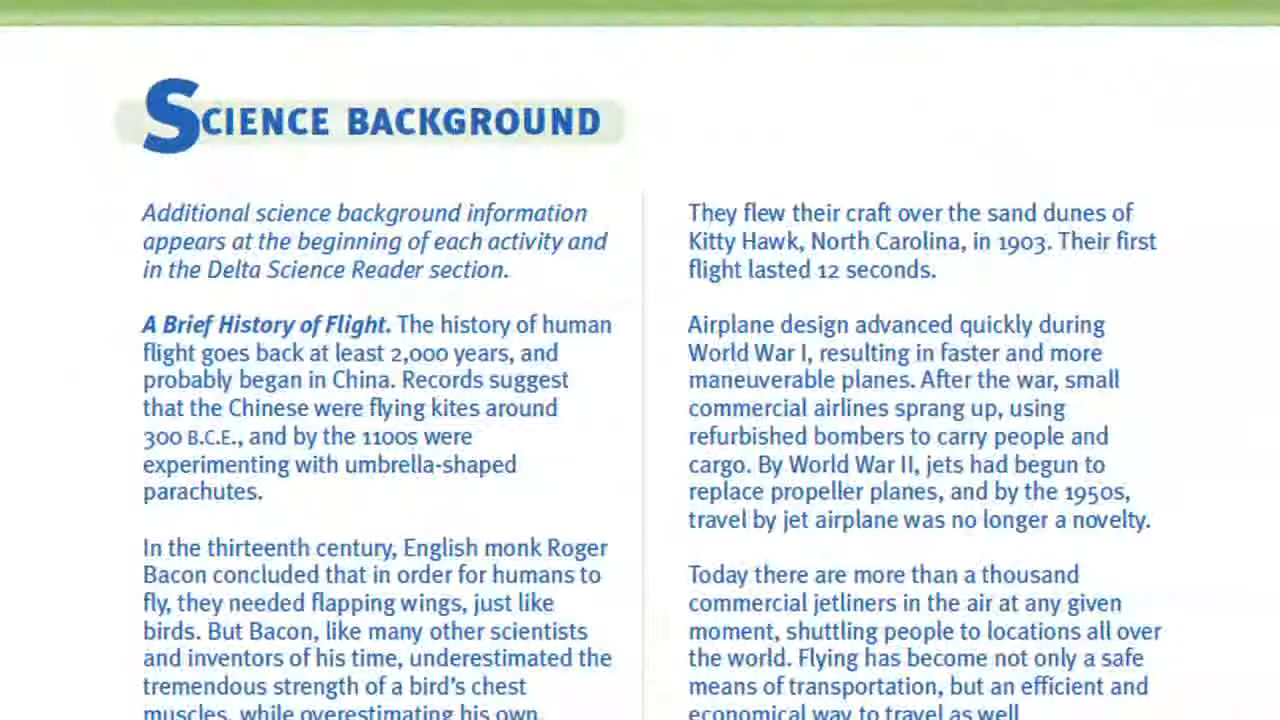 SCIENCE BACKGROUND
Additional science background information
appears at the beginning of each activity and
in the Delta Science Reader section.
A Brief History of Flight. The history of human
flight goes back at least 2,000 years, and
probably began in China. Records suggest
that the Chinese were flying kites around
300 B.C.E., and by the 1100s were
experimenting with umbrella-shaped
parachutes.
In the thirteenth century, English monk Roger
Bacon concluded that in order for humans to
fly, they needed flapping wings, just like
birds. But Bacon, like many other scientists
and inventors of his time, underestimated the
tremendous strength of a bird's chest
muscles, while overestimating his own.
They flew their craft over the sand dunes of
Kitty Hawk, North Carolina, in 1903. Their first
flight lasted 12 seconds.
Airplane design advanced quickly during
World War I, resulting in faster and more
maneuverable planes. After the war, small
commercial airlines sprang up, using
refurbished bombers to carry people and
cargo. By World War II, jets had begun to
replace propeller planes, and by the 1950s,
travel by jet airplane was no longer a novelty.
Today there are more than a thousand
commercial jetliners in the air at any given
moment, shuttling people to locations all over
the world. Flying has become not only a safe
means of transportation, but an efficient and
economical way to travel as well